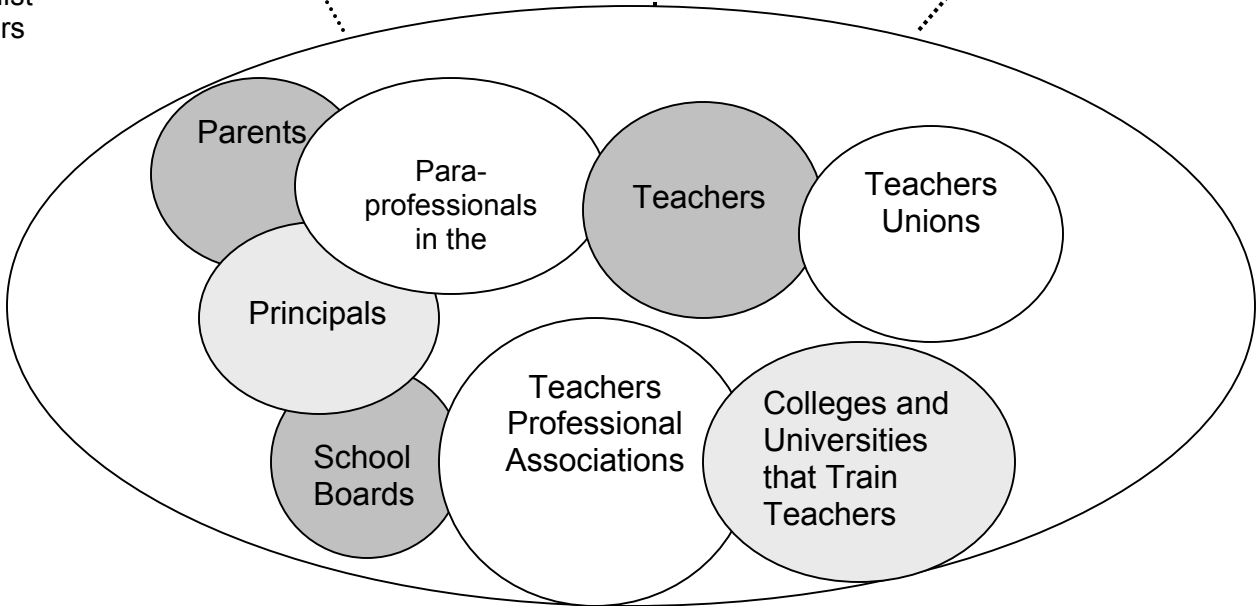 rs
Parents
Para-
professionals
in the
Teachers
Teachers
Unions
Principals
Teachers
Professional
Associations
Colleges and
Universities
that Train
Teachers
School
Boards